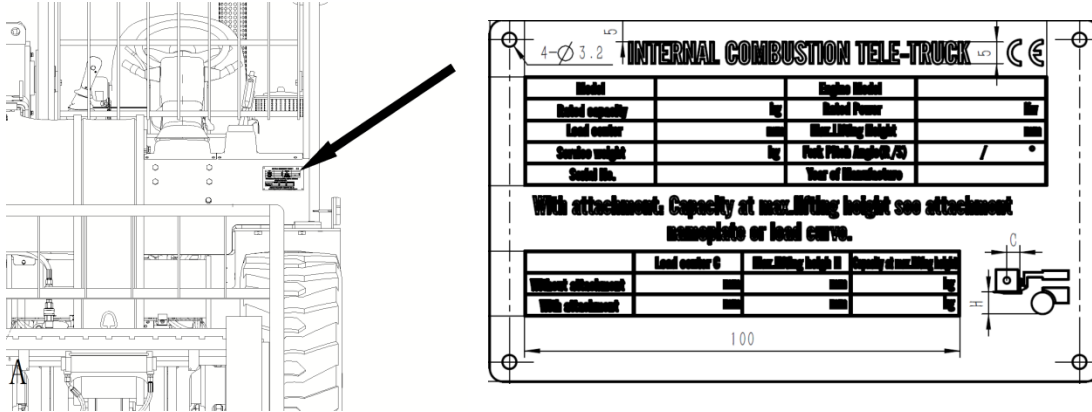 A
5
4-Ø3.2 INTERNAL COMBUSTION TELE-TRUCK 5 CE
Model Engine Model
Rated capacity kg Rated Power Kw
Load center mm Max.Lifting Height mm
Service weight kg Fork Pitch Angle(R/S) / °
Serial No. Year of Manufacture
With attachment: Capacity at max.lifting height see attachment
nameplate or load curve.
Load center C Max.lifting heigh H Capacity at max.lifting height
Without attachment mm mm kg
With attachment mm mm kg
C
H
100